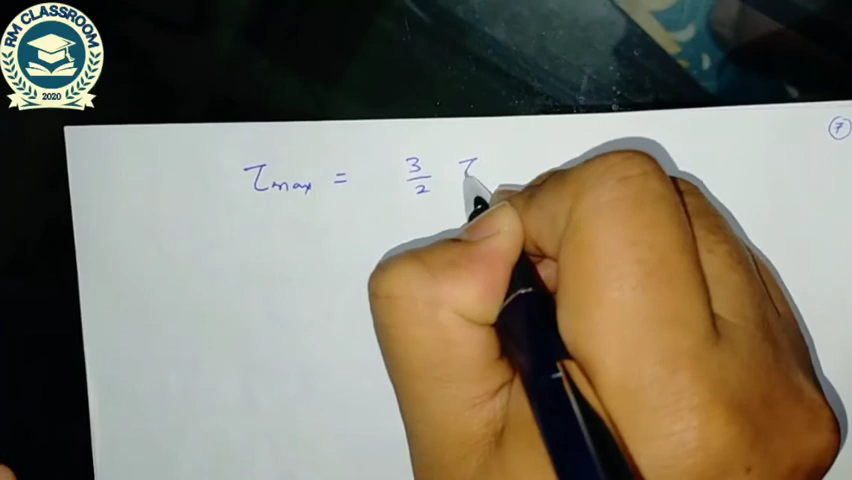 RM CLASSROOM
2020
7
τmax = 3/2 τ